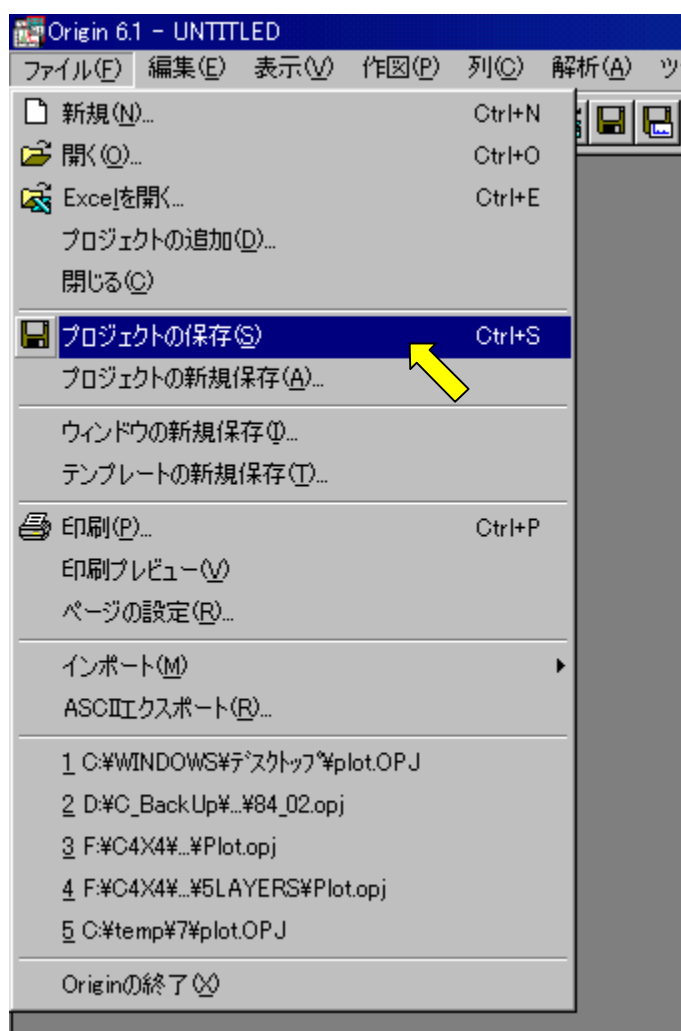 Origin 6.1 - UNTITLED
ファイル(F) 編集(E) 表示(V) 作図(P) 列(C) 解析(A) ツ
新規(N)... Ctrl+N
開く(O)... Ctrl+O
Excelを開く... Ctrl+E
プロジェクトの追加(D)...
閉じる(C)
プロジェクトの保存(S) Ctrl+S
プロジェクトの新規保存(A)...
ウィンドウの新規保存(I)...
テンプレートの新規保存(T)...
印刷(P)... Ctrl+P
印刷プレビュー(V)
ページの設定(R)...
インポート(M)
ASCIIエクスポート(R)...
1 C:¥WINDOWS¥デスクトップ¥plot.OPJ
2 D:¥C_BackUp¥...¥84_02.opj
3 F:¥C4X4¥...¥Plot.opj
4 F:¥C4X4¥...¥5LAYERS¥Plot.opj
5 C:¥temp¥7¥plot.OPJ
Originの終了(X)